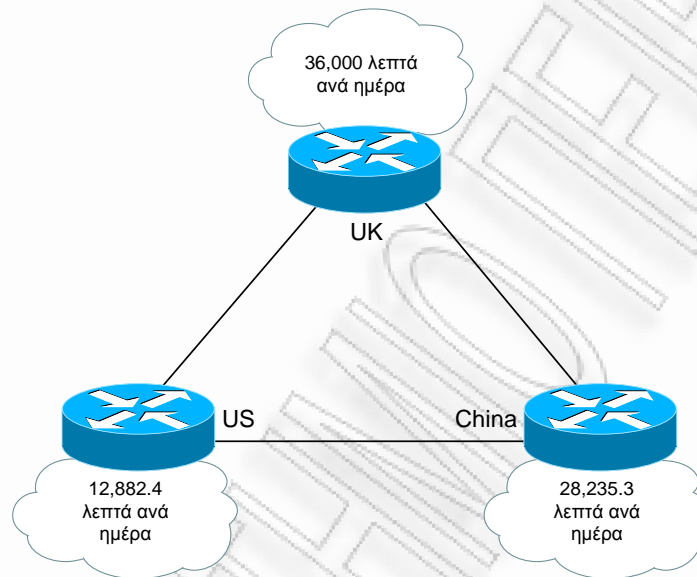 36,000 λεπτά
ανά ημέρα
UK
US
China
12,882.4
λεπτά ανά
ημέρα
28,235.3
λεπτά ανά
ημέρα